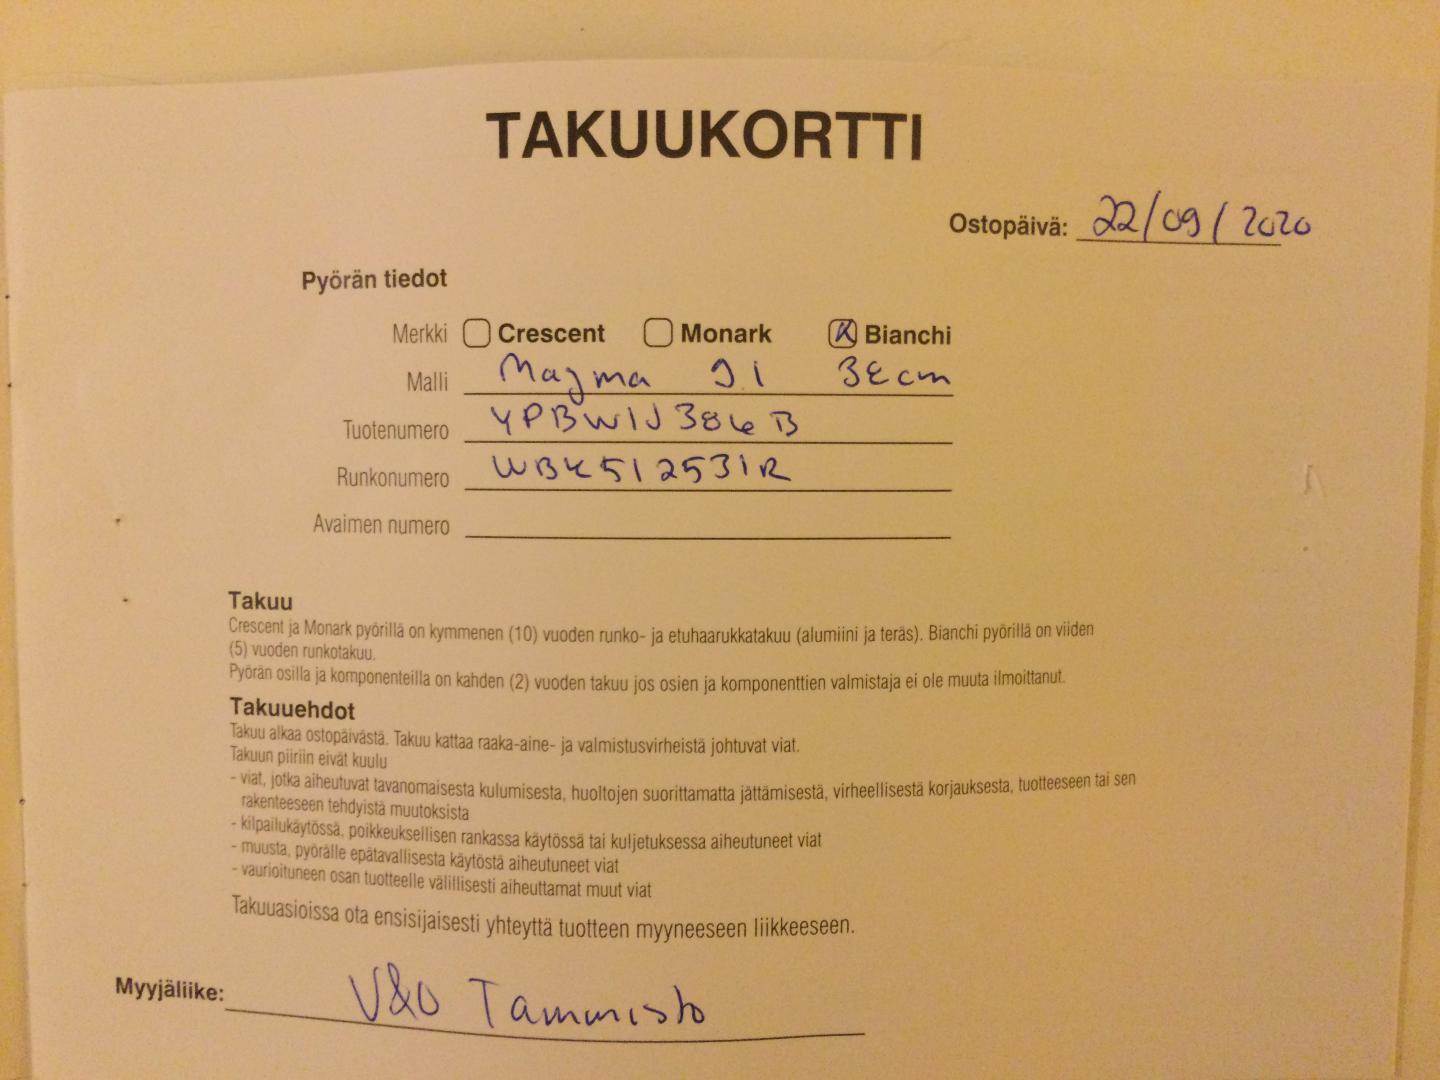 TAKUUKORTTI
Ostopäivä: 22/09/2020
Pyörän tiedot
Merkki Crescent Monark Bianchi
Malli Magma 9.1 38cm
Tuotenumero YPBW1J386B
Runkonumero WBK512531R
Avaimen numero
Takuu
Crescent ja Monark pyörillä on kymmenen (10) vuoden runko- ja etuhaarukkatakuu (alumiini ja teräs). Bianchi pyörillä on viiden
(5) vuoden runkotakuu.
Pyörän osilla ja komponenteilla on kahden (2) vuoden takuu jos osien ja komponenttien valmistaja ei ole muuta ilmoittanut.
Takuuehdot
Takuu alkaa ostopäivästä. Takuu kattaa raaka-aine- ja valmistusvirheistä johtuvat viat.
Takuun piiriin eivät kuulu
- viat, jotka aiheutuvat tavanomaisesta kulumisesta, huoltojen suorittamatta jättämisestä, virheellisestä korjauksesta, tuotteeseen tai sen
rakenteeseen tehdyistä muutoksista
- kilpailukäytössä, poikkeuksellisen rankassa käytössä tai kuljetuksessa aiheutuneet viat
- muusta, pyörälle epätavallisesta käytöstä aiheutuneet viat
- vaurioituneen osan tuotteelle välillisesti aiheuttamat muut viat
Takuuasioissa ota ensisijaisesti yhteyttä tuotteen myyneeseen liikkeeseen.
Myyjäliike: V&O Tammisto